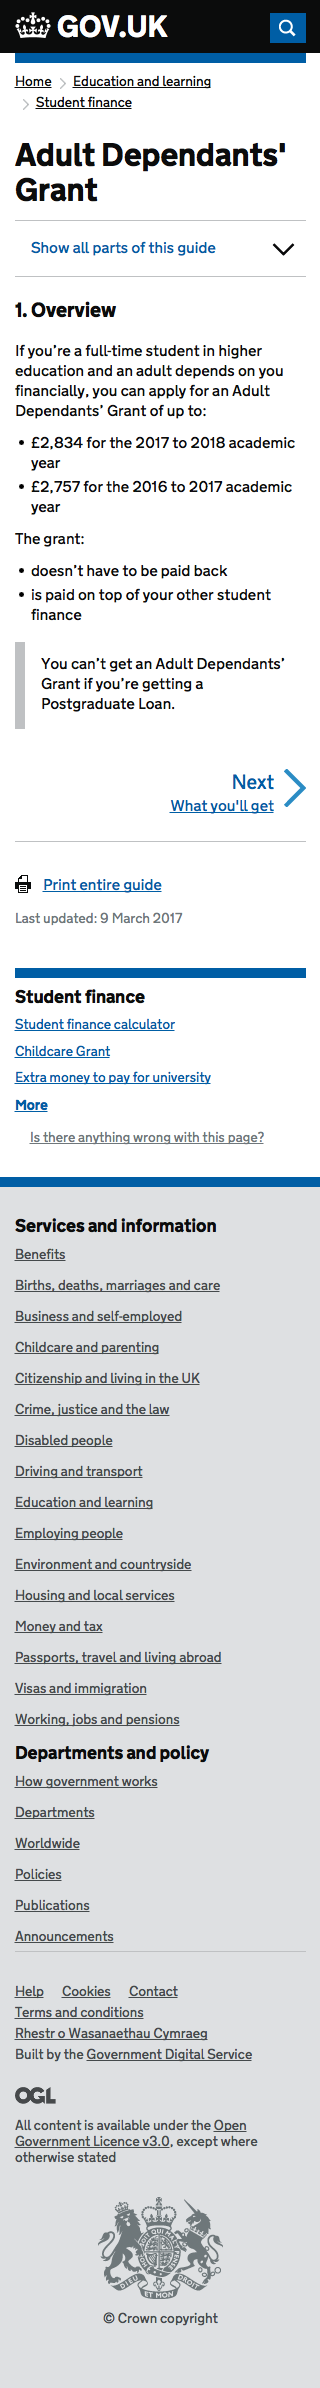 GOV.UK
Home > Education and learning
> Student finance
Adult Dependants'
Grant
Show all parts of this guide
1. Overview
If you’re a full-time student in higher
education and an adult depends on you
financially, you can apply for an Adult
Dependants’ Grant of up to:
• £2,834 for the 2017 to 2018 academic
year
• £2,757 for the 2016 to 2017 academic
year
The grant:
• doesn’t have to be paid back
• is paid on top of your other student
finance
You can’t get an Adult Dependants’
Grant if you’re getting a
Postgraduate Loan.
Next
What you'll get
Print entire guide
Last updated: 9 March 2017
Student finance
Student finance calculator
Childcare Grant
Extra money to pay for university
More
Is there anything wrong with this page?
Services and information
Benefits
Births, deaths, marriages and care
Business and self-employed
Childcare and parenting
Citizenship and living in the UK
Crime, justice and the law
Disabled people
Driving and transport
Education and learning
Employing people
Environment and countryside
Housing and local services
Money and tax
Passports, travel and living abroad
Visas and immigration
Working, jobs and pensions
Departments and policy
How government works
Departments
Worldwide
Policies
Publications
Announcements
Help Cookies Contact
Terms and conditions
Rhestr o Wasanaethau Cymraeg
Built by the Government Digital Service
OGL
All content is available under the Open
Government Licence v3.0, except where
otherwise stated
DIEU ET MON
© Crown copyright